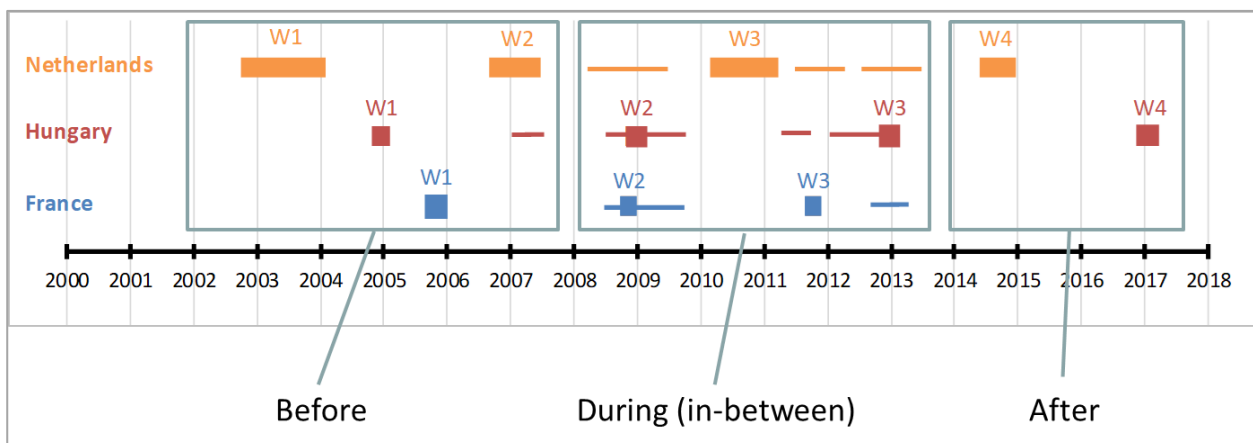 W1 W2 W3 W4
Netherlands
W1 W2 W3 W4
Hungary
W1 W2 W3
France
2000 2001 2002 2003 2004 2005 2006 2007 2008 2009 2010 2011 2012 2013 2014 2015 2016 2017 2018
Before During (in-between) After